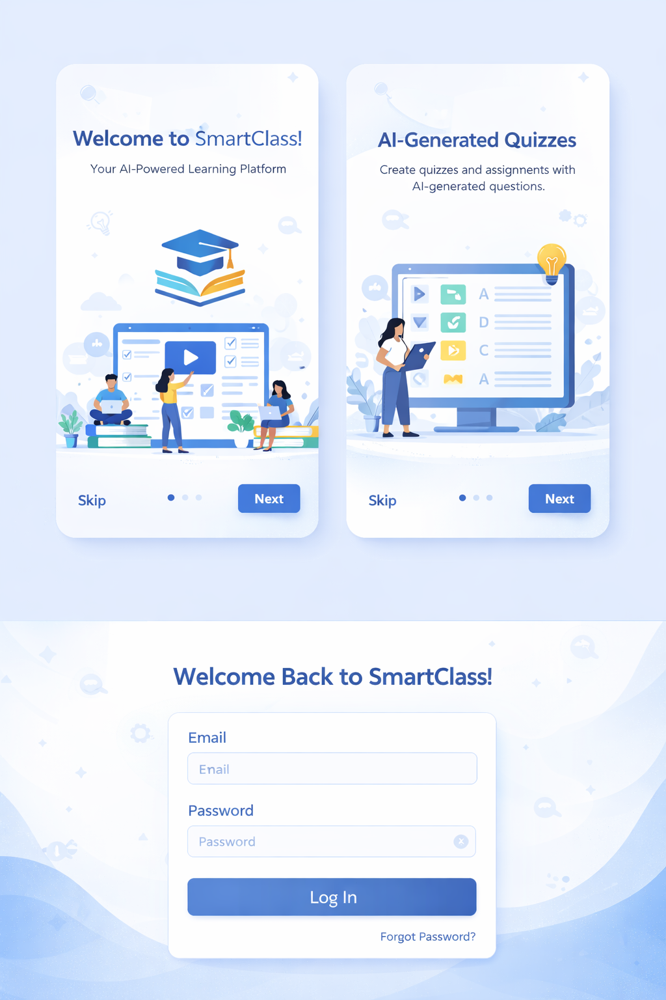 Welcome to SmartClass!
Your AI-Powered Learning Platform
Skip
Next
AI-Generated Quizzes
Create quizzes and assignments with
AI-generated questions.
A
D
C
A
Skip
Next
Welcome Back to SmartClass!
Email
Email
Password
Password
Log In
Forgot Password?